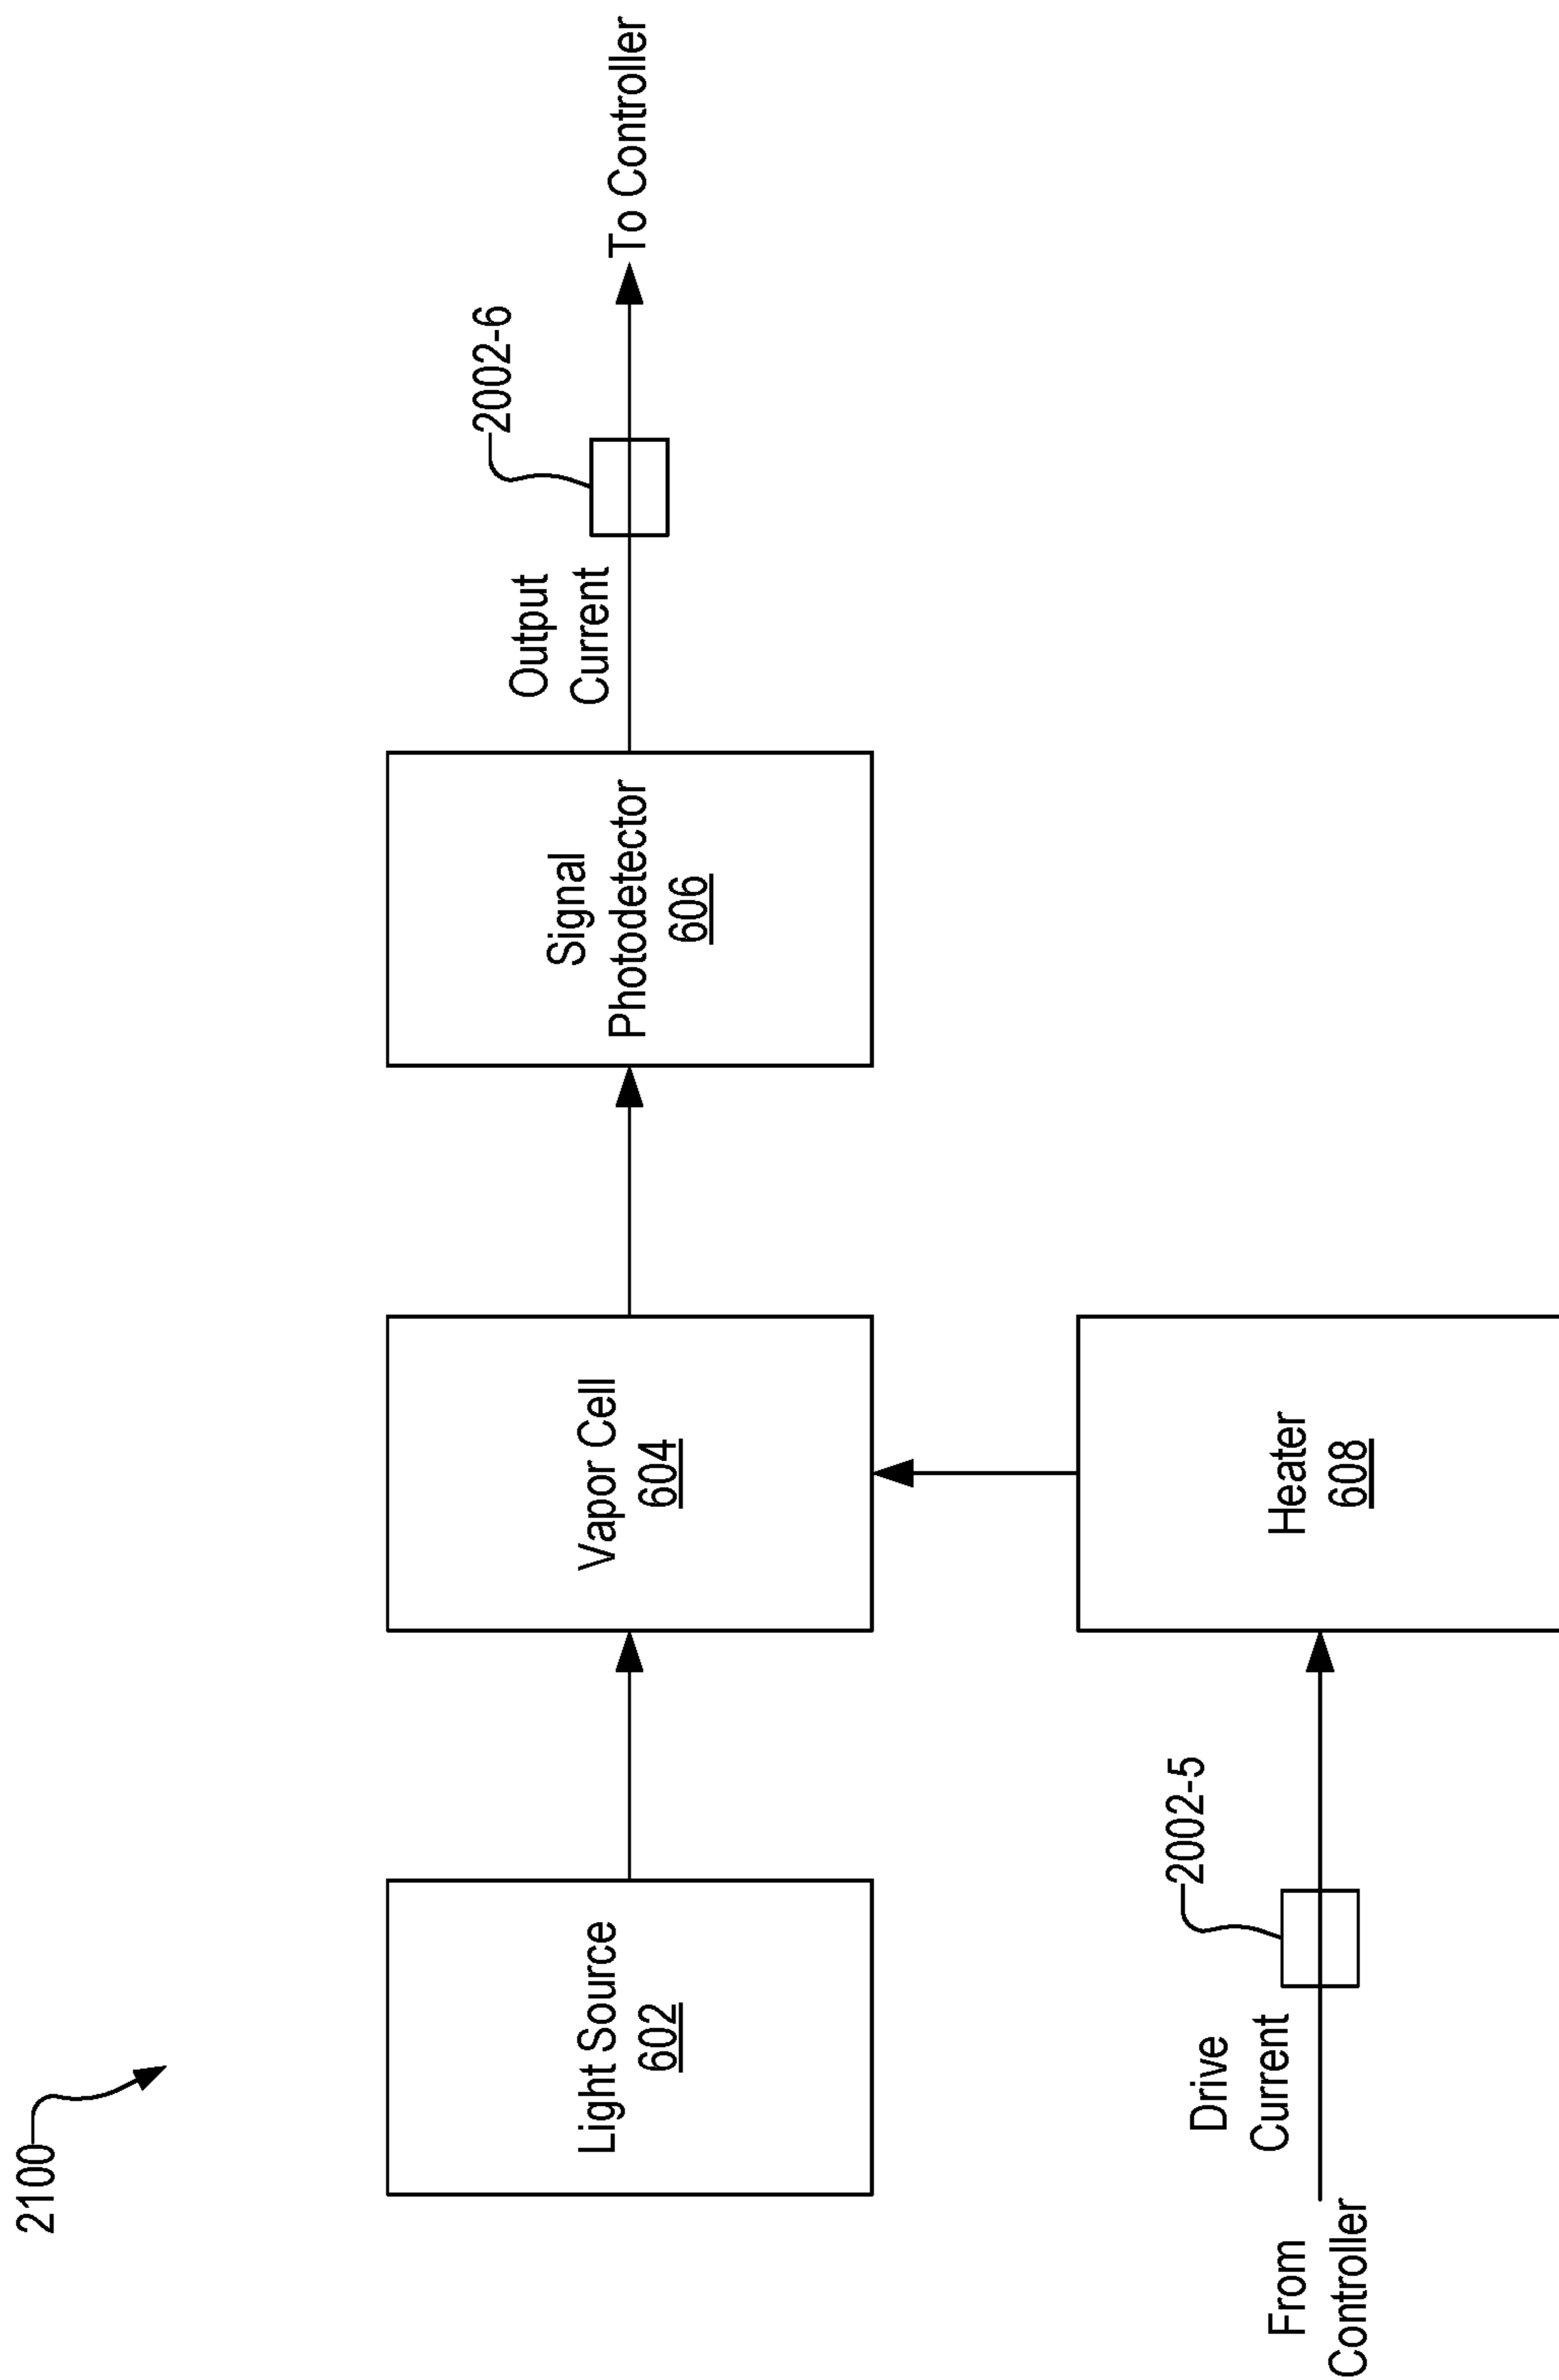 2100
Light Source
602
Vapor Cell
604
Signal
Photodetector
606
Output
Current
2002-6
To Controller
From
Controller
Drive
Current
2002-5
Heater
608